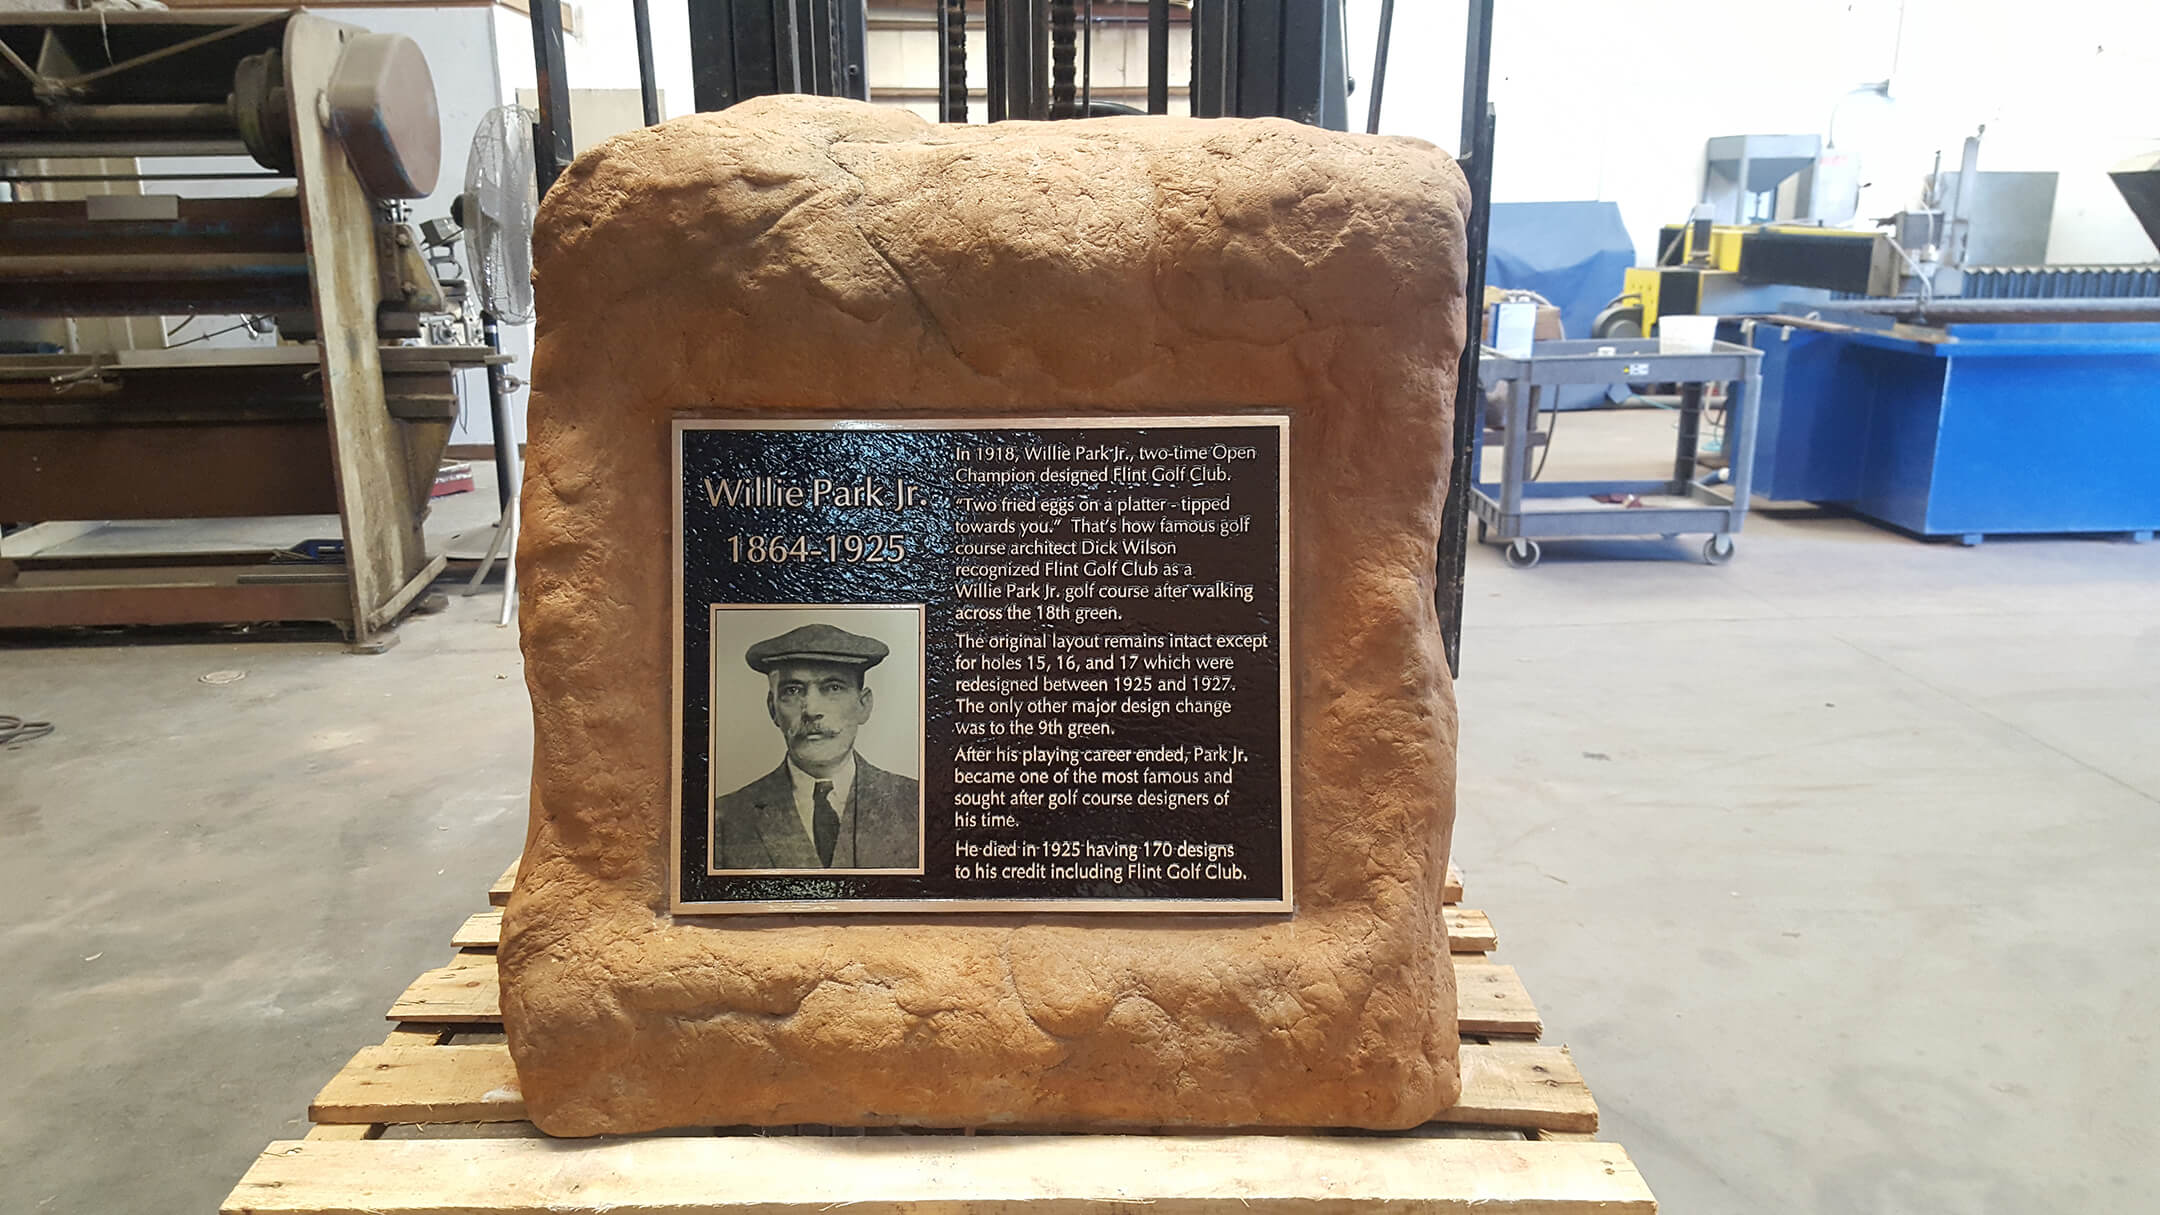 Willie Park Jr.
1864-1925
In 1918, Willie Park Jr., two-time Open
Champion designed Flint Golf Club.
"Two fried eggs on a platter - tipped
towards you." That's how famous golf
course architect Dick Wilson
recognized Flint Golf Club as a
Willie Park Jr. golf course after walking
across the 18th green.
The original layout remains intact except
for holes 15, 16, and 17 which were
redesigned between 1925 and 1927.
The only other major design change
was to the 9th green.
After his playing career ended, Park Jr.
became one of the most famous and
sought after golf course designers of
his time.
He died in 1925 having 170 designs
to his credit including Flint Golf Club.